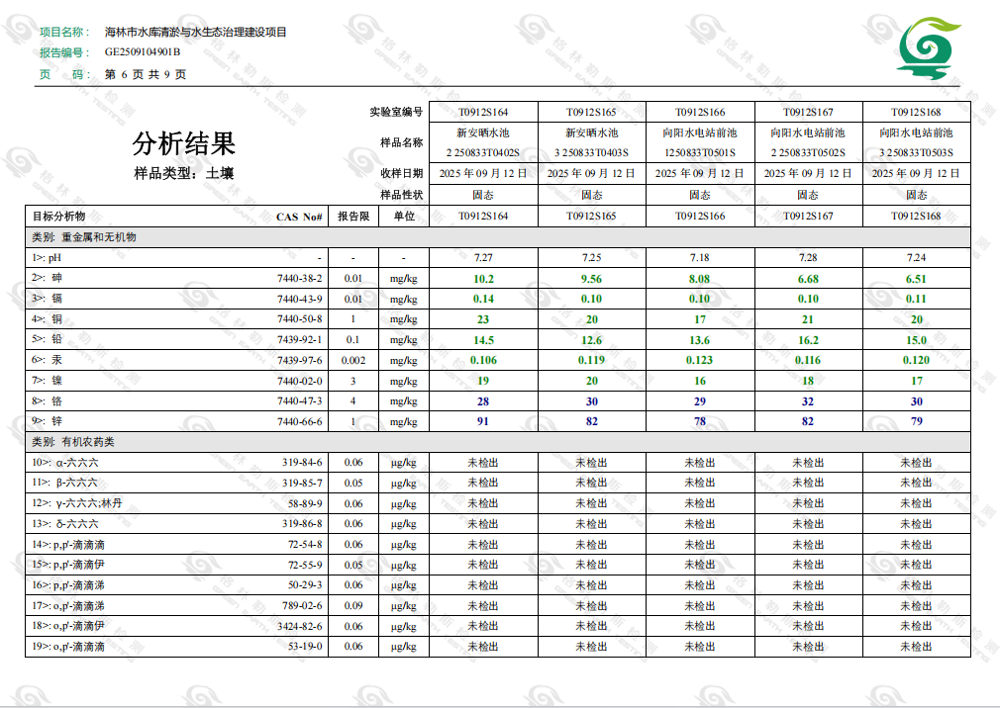 项目名称： 海林市水库清淤与水生态治理建设项目
报告编号： GE2509104901B
页 码： 第 6 页 共 9 页
分析结果
样品类型：土壤
实验室编号 T0912S164 T0912S165 T0912S166 T0912S167 T0912S168
样品名称 新安晒水池 新安晒水池 向阳水电站前池 向阳水电站前池 向阳水电站前池
2 250833T0402S 3 250833T0403S 1250833T0501S 2 250833T0502S 3 250833T0503S
收样日期 2025 年 09 月 12 日 2025 年 09 月 12 日 2025 年 09 月 12 日 2025 年 09 月 12 日 2025 年 09 月 12 日
样品性状 固态 固态 固态 固态 固态
目标分析物 CAS No# 报告限 单位 T0912S164 T0912S165 T0912S166 T0912S167 T0912S168
类别: 重金属和无机物
1>: pH - - - 7.27 7.25 7.18 7.28 7.24
2>: 砷 7440-38-2 0.01 mg/kg 10.2 9.56 8.08 6.68 6.51
3>: 镉 7440-43-9 0.01 mg/kg 0.14 0.10 0.10 0.10 0.11
4>: 铜 7440-50-8 1 mg/kg 23 20 17 21 20
5>: 铅 7439-92-1 0.1 mg/kg 14.5 12.6 13.6 16.2 15.0
6>: 汞 7439-97-6 0.002 mg/kg 0.106 0.119 0.123 0.116 0.120
7>: 镍 7440-02-0 3 mg/kg 19 20 16 18 17
8>: 铬 7440-47-3 4 mg/kg 28 30 29 32 30
9>: 锌 7440-66-6 1 mg/kg 91 82 78 82 79
类别: 有机农药类
10>: α-六六六 319-84-6 0.06 μg/kg 未检出 未检出 未检出 未检出 未检出
11>: β-六六六 319-85-7 0.05 μg/kg 未检出 未检出 未检出 未检出 未检出
12>: γ-六六六;林丹 58-89-9 0.06 μg/kg 未检出 未检出 未检出 未检出 未检出
13>: δ-六六六 319-86-8 0.06 μg/kg 未检出 未检出 未检出 未检出 未检出
14>: p,p'-滴滴滴 72-54-8 0.06 μg/kg 未检出 未检出 未检出 未检出 未检出
15>: p,p'-滴滴伊 72-55-9 0.05 μg/kg 未检出 未检出 未检出 未检出 未检出
16>: p,p'-滴滴涕 50-29-3 0.06 μg/kg 未检出 未检出 未检出 未检出 未检出
17>: o,p'-滴滴涕 789-02-6 0.09 μg/kg 未检出 未检出 未检出 未检出 未检出
18>: o,p'-滴滴伊 3424-82-6 0.06 μg/kg 未检出 未检出 未检出 未检出 未检出
19>: o,p'-滴滴滴 53-19-0 0.06 μg/kg 未检出 未检出 未检出 未检出 未检出
格林勒斯检测
GREEN EARTH TESTING